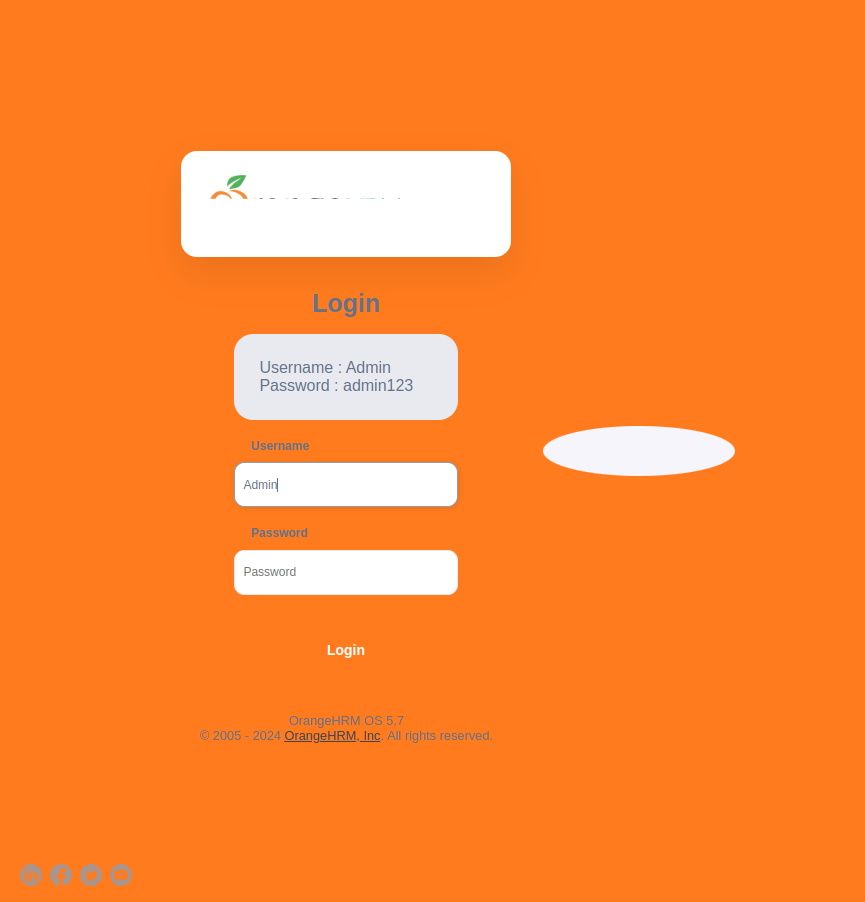 Login
Username : Admin
Password : admin123
Username
Admin
Password
Password
Login
OrangeHRM OS 5.7
© 2005 - 2024 OrangeHRM, Inc. All rights reserved.